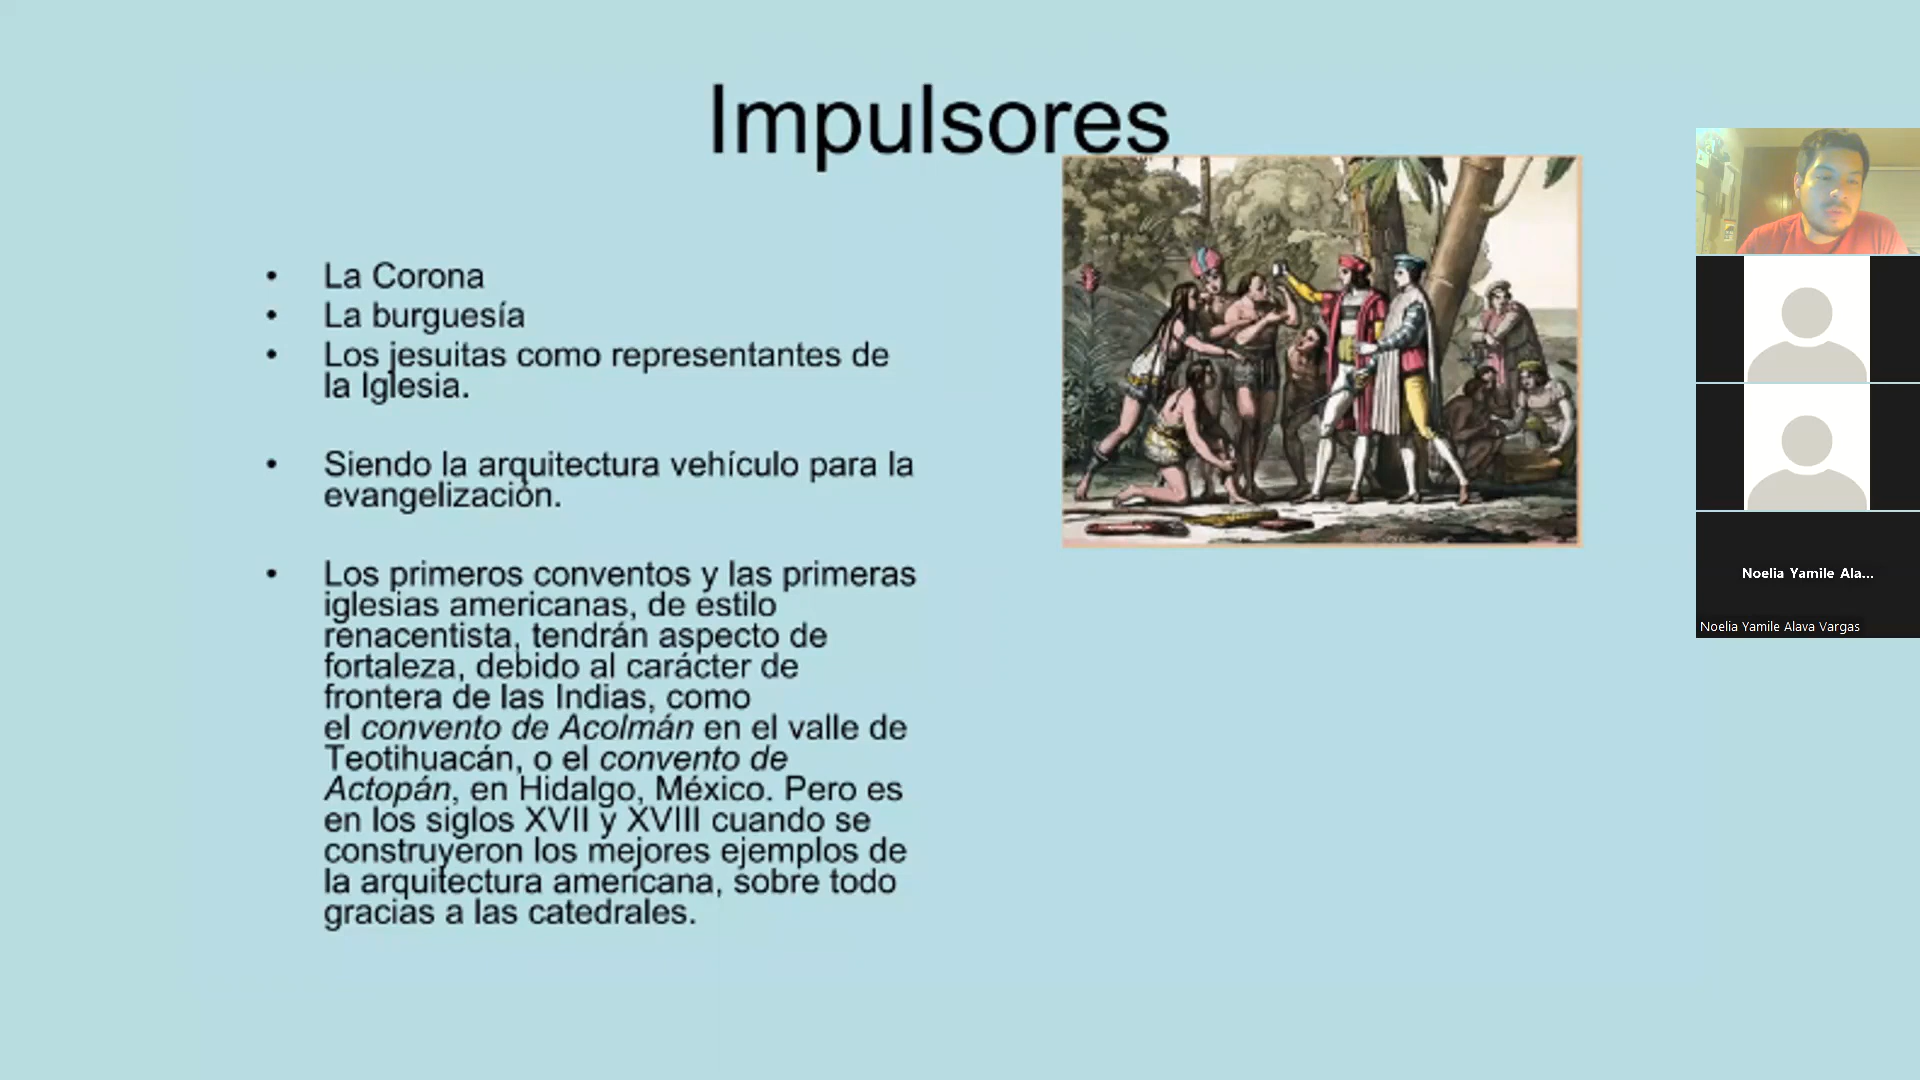 Impulsores
• La Corona
• La burguesía
• Los jesuitas como representantes de
la Iglesia.
• Siendo la arquitectura vehículo para la
evangelización.
• Los primeros conventos y las primeras
iglesias americanas, de estilo
renacentista, tendrán aspecto de
fortaleza, debido al carácter de
frontera de las Indias, como
el convento de Acolmán en el valle de
Teotihuacán, o el convento de
Actopán, en Hidalgo, México. Pero es
en los siglos XVII y XVIII cuando se
construyeron los mejores ejemplos de
la arquitectura americana, sobre todo
gracias a las catedrales.
Noelia Yamile Ala...
Noelia Yamile Alava Vargas